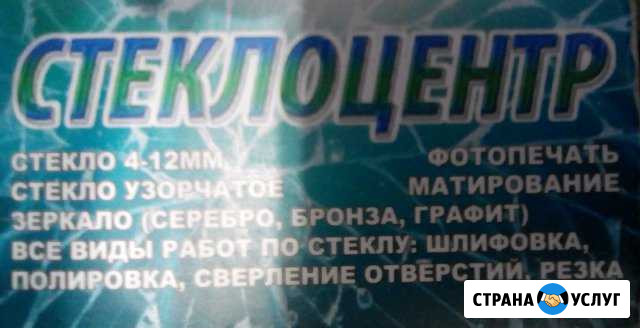 СТЕКЛОЦЕНТР
СТЕКЛО 4-12ММ, ФОТОПЕЧАТЬ
СТЕКЛО УЗОРЧАТОЕ МАТИРОВАНИЕ
ЗЕРКАЛО (СЕРЕБРО, БРОНЗА, ГРАФИТ)
ВСЕ ВИДЫ РАБОТ ПО СТЕКЛУ: ШЛИФОВКА,
ПОЛИРОВКА, СВЕРЛЕНИЕ ОТВЕРСТИЙ, РЕЗКА
СТРАНА УСЛУГ